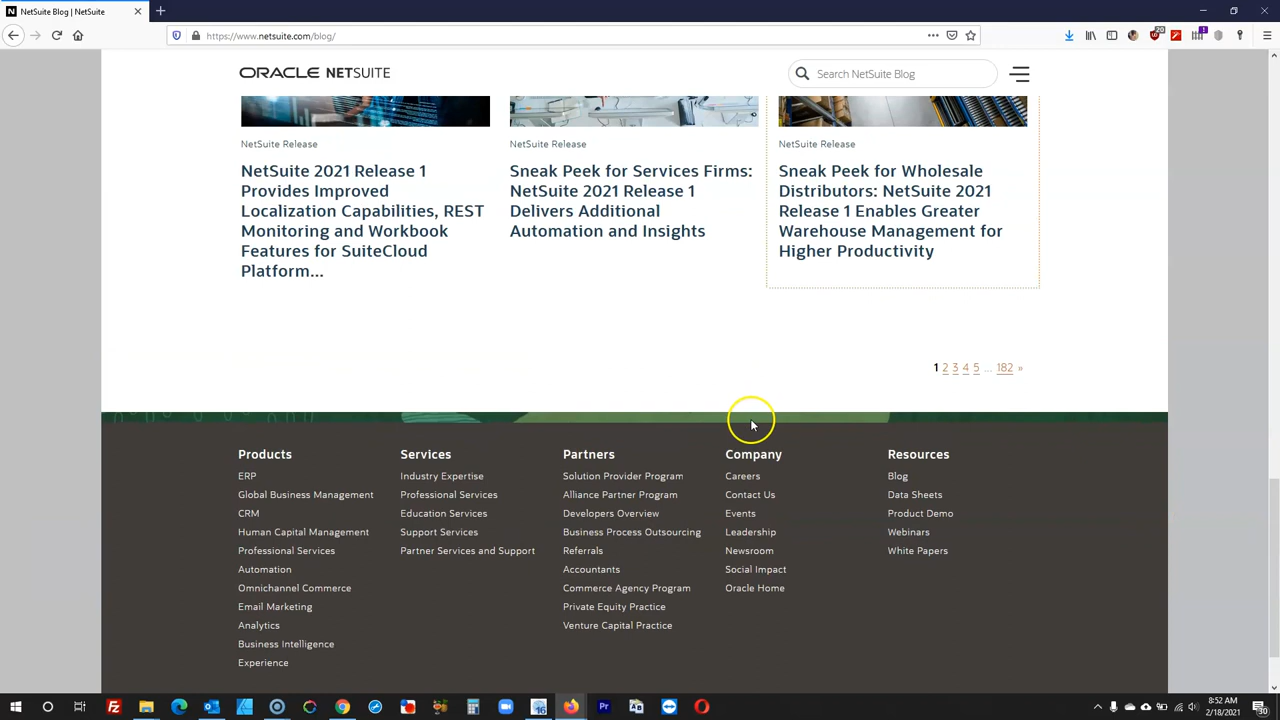 NetSuite Blog | NetSuite
https://www.netsuite.com/blog/
20
1
ORACLE NETSUITE
Search NetSuite Blog
NetSuite Release
NetSuite 2021 Release 1
Provides Improved
Localization Capabilities, REST
Monitoring and Workbook
Features for SuiteCloud
Platform...
NetSuite Release
Sneak Peek for Services Firms:
NetSuite 2021 Release 1
Delivers Additional
Automation and Insights
NetSuite Release
Sneak Peek for Wholesale
Distributors: NetSuite 2021
Release 1 Enables Greater
Warehouse Management for
Higher Productivity
1 2 3 4 5 ... 182 »
Products
ERP
Global Business Management
CRM
Human Capital Management
Professional Services
Automation
Omnichannel Commerce
Email Marketing
Analytics
Business Intelligence
Experience
Services
Industry Expertise
Professional Services
Education Services
Support Services
Partner Services and Support
Partners
Solution Provider Program
Alliance Partner Program
Developers Overview
Business Process Outsourcing
Referrals
Accountants
Commerce Agency Program
Private Equity Practice
Venture Capital Practice
Company
Careers
Contact Us
Events
Leadership
Newsroom
Social Impact
Oracle Home
Resources
Blog
Data Sheets
Product Demo
Webinars
White Papers
8:52 AM
2/18/2021